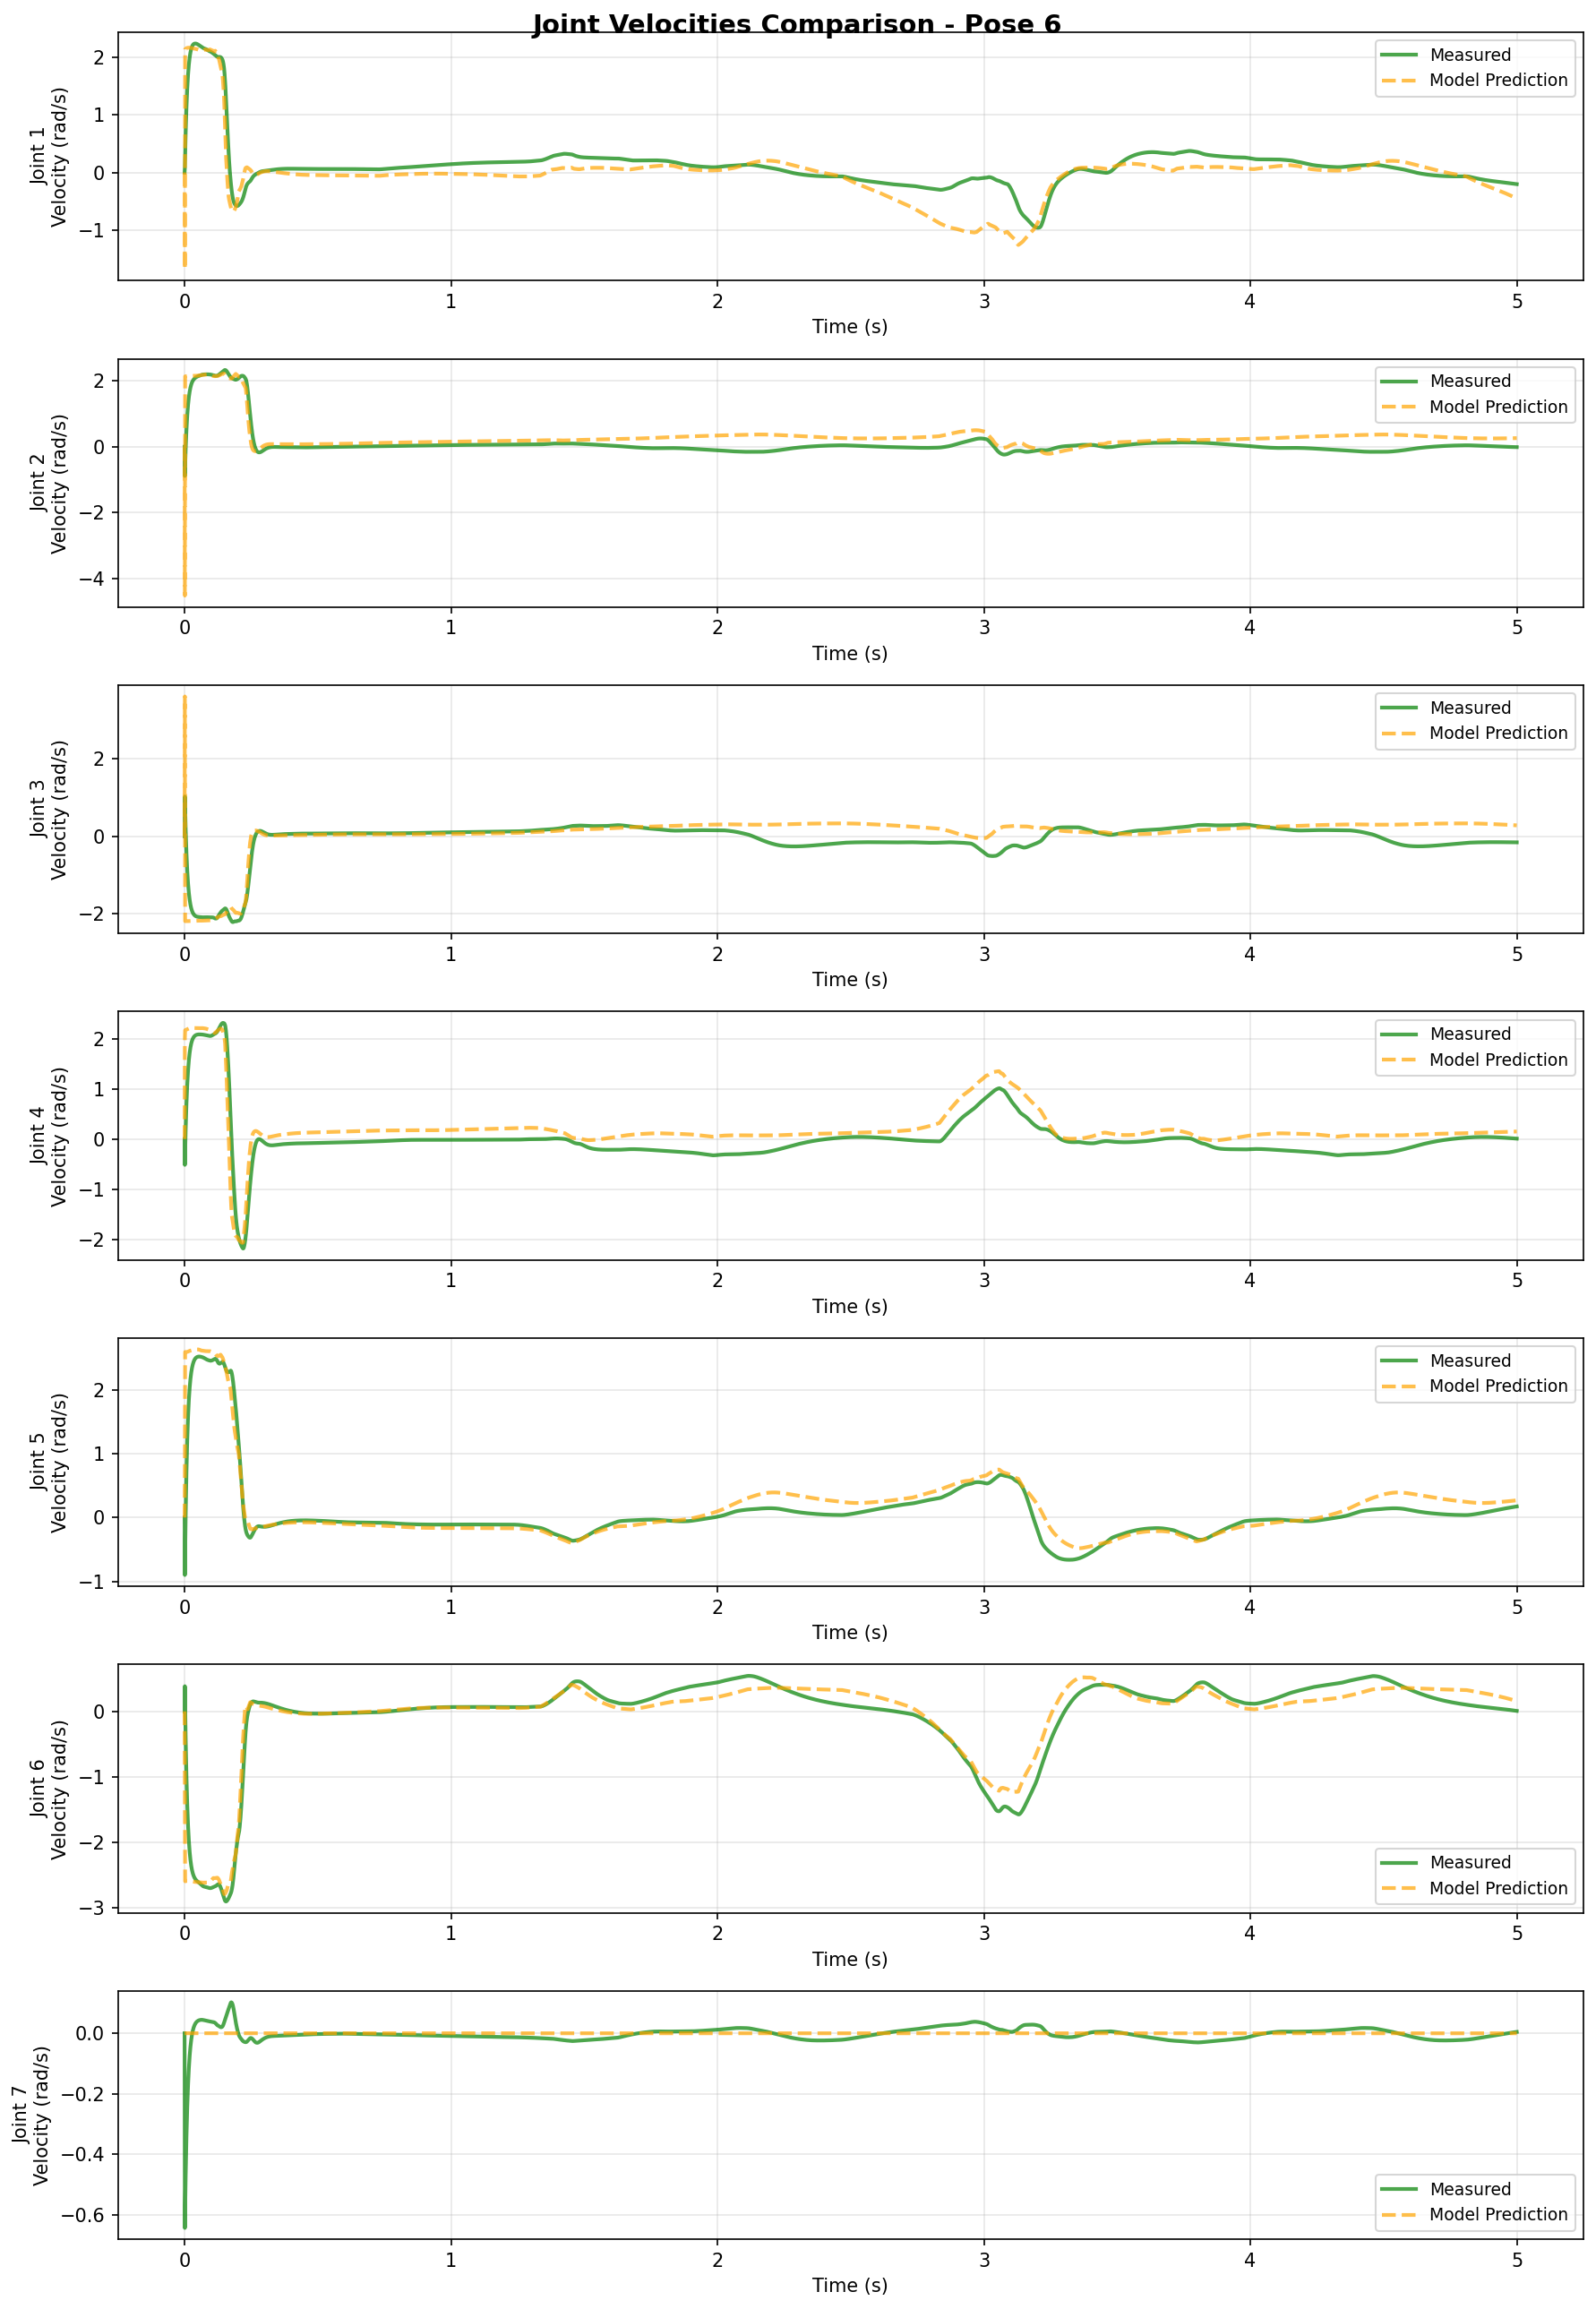 Joint Velocities Comparison - Pose 6
Joint 1
Velocity (rad/s)
2
1
0
−1
Measured
Model Prediction
0 1 2 3 4 5
Time (s)
Joint 2
Velocity (rad/s)
2
0
−2
−4
Measured
Model Prediction
0 1 2 3 4 5
Time (s)
Joint 3
Velocity (rad/s)
2
0
−2
Measured
Model Prediction
0 1 2 3 4 5
Time (s)
Joint 4
Velocity (rad/s)
2
1
0
−1
−2
Measured
Model Prediction
0 1 2 3 4 5
Time (s)
Joint 5
Velocity (rad/s)
2
1
0
−1
Measured
Model Prediction
0 1 2 3 4 5
Time (s)
Joint 6
Velocity (rad/s)
0
−1
−2
−3
Measured
Model Prediction
0 1 2 3 4 5
Time (s)
Joint 7
Velocity (rad/s)
0.0
−0.2
−0.4
−0.6
Measured
Model Prediction
0 1 2 3 4 5
Time (s)